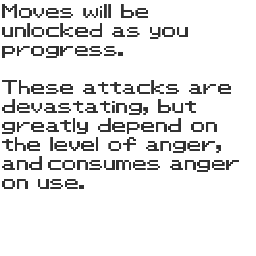 Moves will be
unlocked as you
progress.
These attacks are
devastating, but
greatly depend on
the level of anger,
and consumes anger
on use.